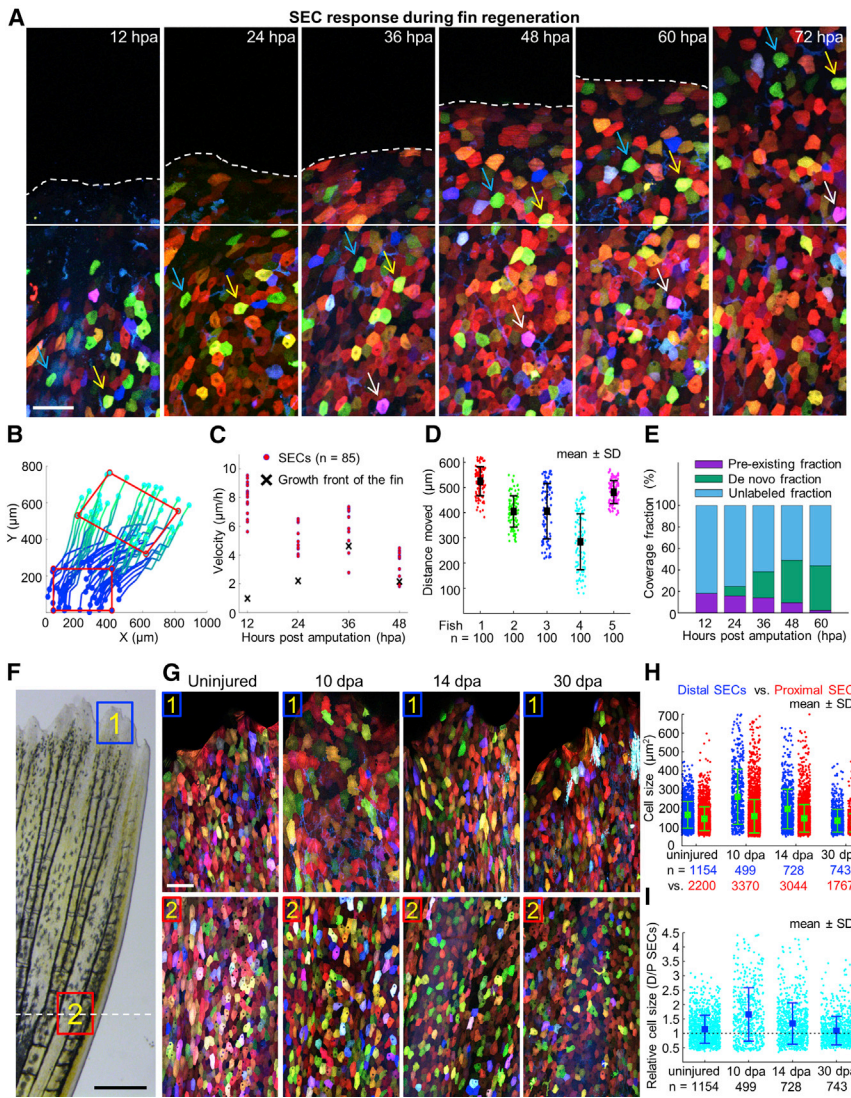 SEC response during fin regeneration
A
12 hpa 24 hpa 36 hpa 48 hpa 60 hpa 72 hpa
B
800
600
400
200
0
Y (µm)
0 200 400 600 800 1000
X (µm)
C
SECs (n = 85)
Growth front of the fin
10
8
6
4
2
0
Velocity (µm/h)
12 24 36 48
Hours post amputation (hpa)
D
mean ± SD
600
500
400
300
200
100
Distance moved (µm)
Fish 1 2 3 4 5
n = 100 100 100 100 100
E
Pre-existing fraction
De novo fraction
Unlabeled fraction
100
80
60
40
20
0
Coverage fraction (%)
12 24 36 48 60
Hours post amputation (hpa)
F
1
2
G
Uninjured 10 dpa 14 dpa 30 dpa
1 1 1 1
2 2 2 2
H
Distal SECs vs. Proximal SEC
mean ± SD
700
600
500
400
300
200
100
0
Cell size (µm²)
uninjured 10 dpa 14 dpa 30 dpa
n = 1154 499 728 743
vs. 2200 3370 3044 1767
I
mean ± SD
4.5
4
3.5
3
2.5
2
1.5
1
0.5
Relative cell size (D/P SECs)
uninjured 10 dpa 14 dpa 30 dpa
n = 1154 499 728 743